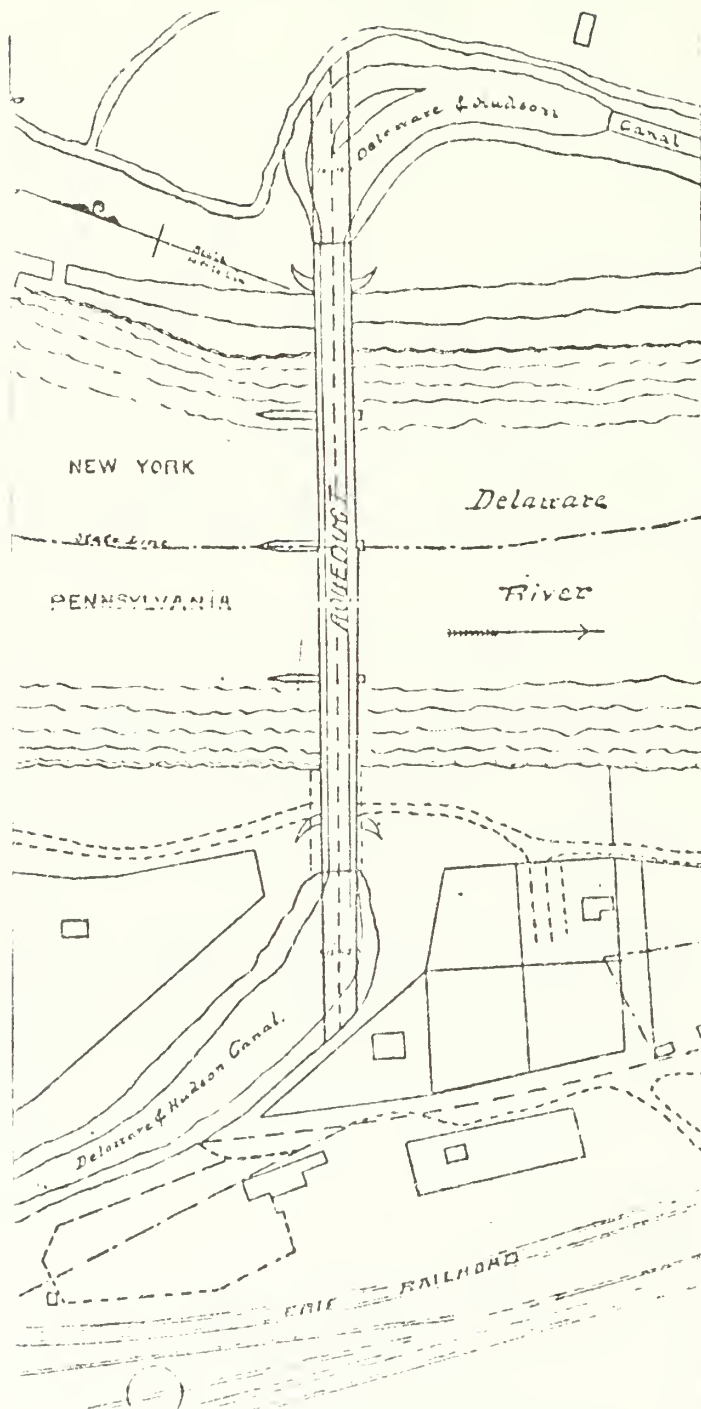 Delaware & Hudson
Canal
NEW YORK
Delaware
State Line
AQUEDUCT
PENNSYLVANIA
River
Delaware & Hudson Canal.
ERIE RAILROAD